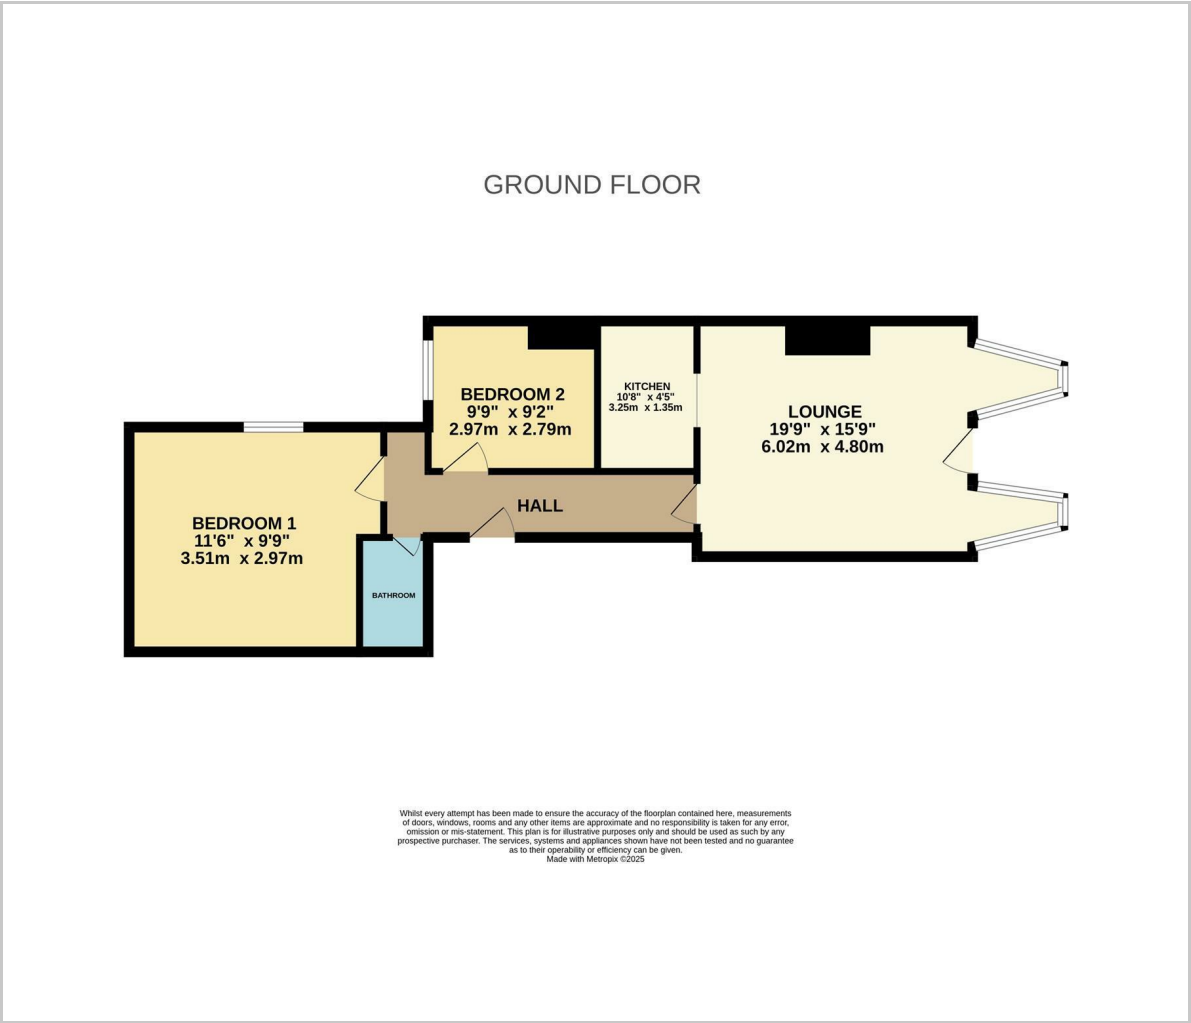 GROUND FLOOR
BEDROOM 2
9'9" x 9'2"
2.97m x 2.79m
KITCHEN
10'8" x 4'5"
3.25m x 1.35m
LOUNGE
19'9" x 15'9"
6.02m x 4.80m
HALL
BEDROOM 1
11'6" x 9'9"
3.51m x 2.97m
BATHROOM
Whilst every attempt has been made to ensure the accuracy of the floorplan contained here, measurements
of doors, windows, rooms and any other items are approximate and no responsibility is taken for any error,
omission or mis-statement. This plan is for illustrative purposes only and should be used as such by any
prospective purchaser. The services, systems and appliances shown have not been tested and no guarantee
as to their operability or efficiency can be given.
Made with Metropix ©2025